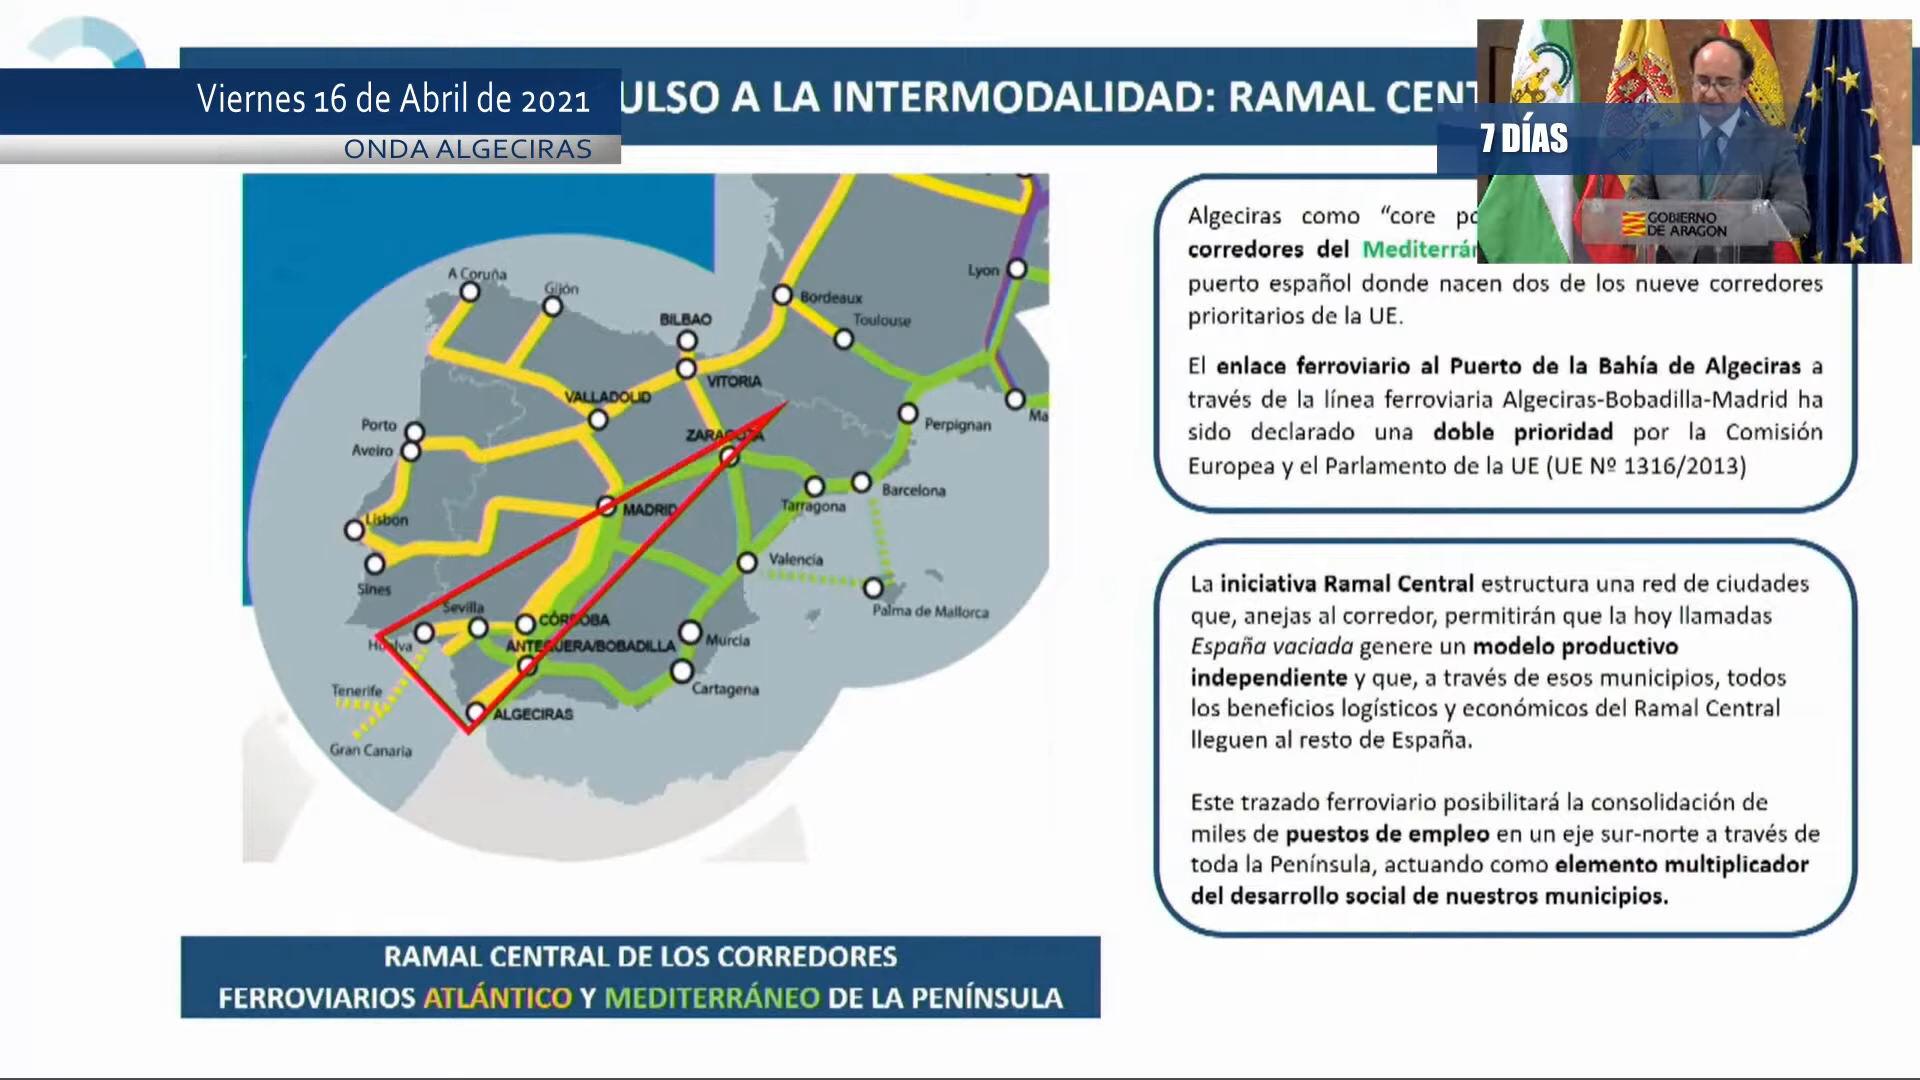 Viernes 16 de Abril de 2021
ONDA ALGECIRAS
ULSO A LA INTERMODALIDAD: RAMAL CENT
7 DÍAS
GOBIERNO
DE ARAGON
A Coruña
Gijón
BILBAO
VITORIA
VALLADOLID
Bordeaux
Toulouse
Lyon
Ma
Perpignan
Porto
Aveiro
ZARAGOZA
Barcelona
Tarragona
MADRID
Lisbon
Sines
Valencia
Palma de Mallorca
Sevilla
CÓRDOBA
Huelva
ANTEQUERA/BOBADILLA
Murcia
Cartagena
Tenerife
ALGECIRAS
Gran Canaria
Algeciras como “core
corredores del
puerto español donde nacen dos de los nueve corredores
prioritarios de la UE.
El enlace ferroviario al Puerto de la Bahía de Algeciras a
través de la línea ferroviaria Algeciras-Bobadilla-Madrid ha
sido declarado una doble prioridad por la Comisión
Europea y el Parlamento de la UE (UE Nº 1316/2013)
La iniciativa Ramal Central estructura una red de ciudades
que, anejas al corredor, permitirán que la hoy llamadas
España vaciada genere un modelo productivo
independiente y que, a través de esos municipios, todos
los beneficios logísticos y económicos del Ramal Central
lleguen al resto de España.
Este trazado ferroviario posibilitará la consolidación de
miles de puestos de empleo en un eje sur-norte a través de
toda la Península, actuando como elemento multiplicador
del desarrollo social de nuestros municipios.
RAMAL CENTRAL DE LOS CORREDORES
FERROVIARIOS ATLÁNTICO Y MEDITERRÁNEO DE LA PENÍNSULA